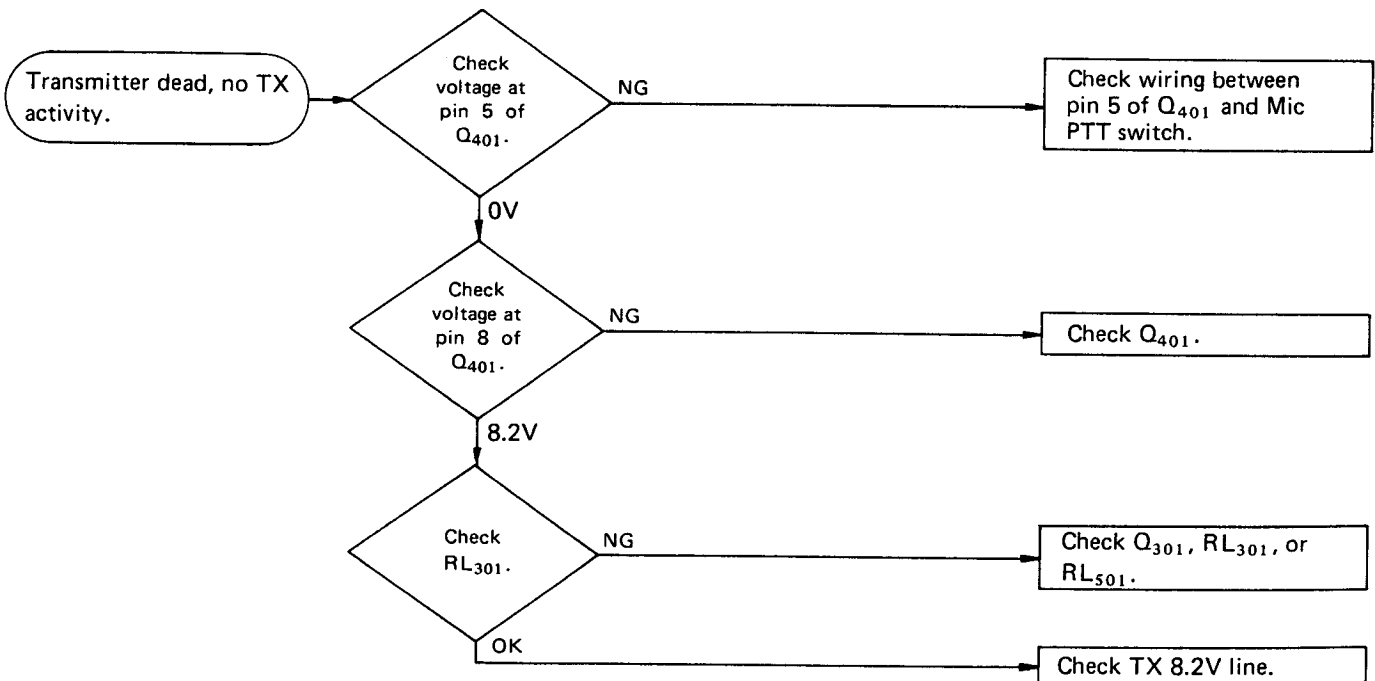 Transmitter dead, no TX
activity.
Check
voltage at
pin 5 of
Q401.
NG
Check wiring between
pin 5 of Q401 and Mic
PTT switch.
0V
Check
voltage at
pin 8 of
Q401.
NG
Check Q401.
8.2V
Check
RL301.
NG
Check Q301, RL301, or
RL501.
OK
Check TX 8.2V line.